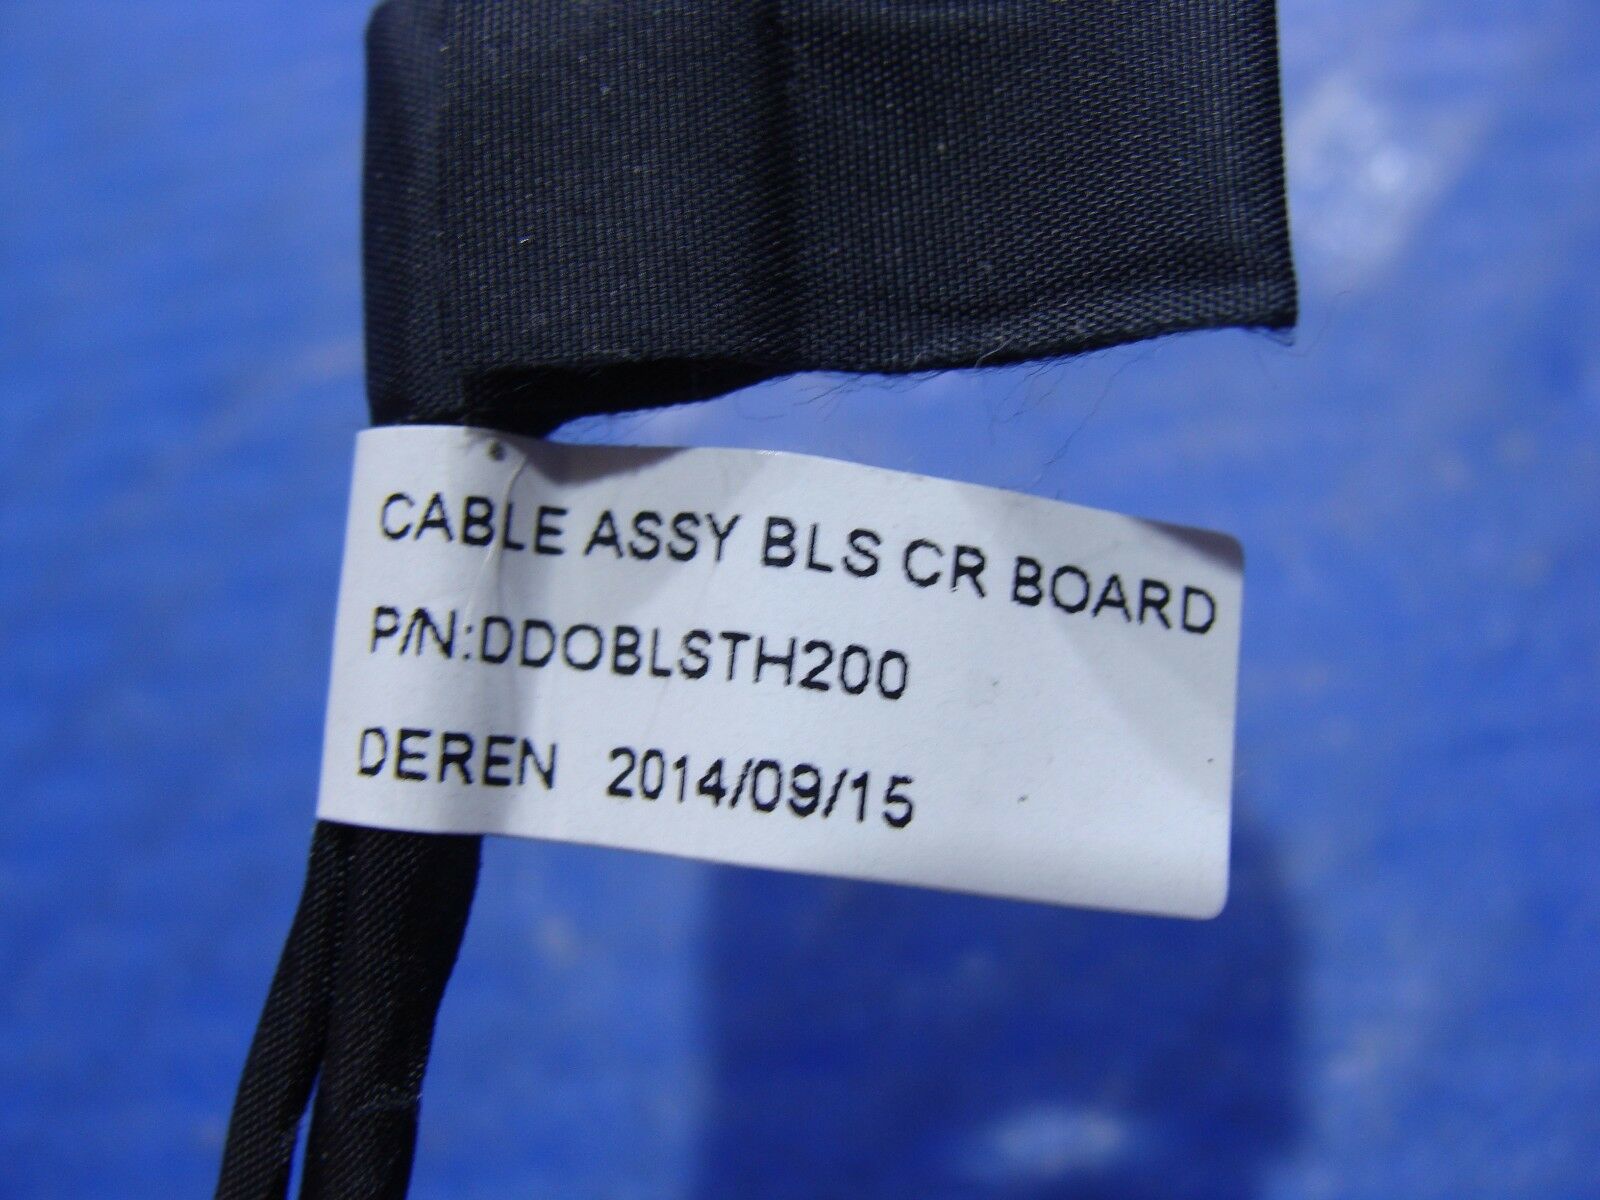 CABLE ASSY BLS CR BOARD
P/N:DDOBLSTH200
DEREN 2014/09/15